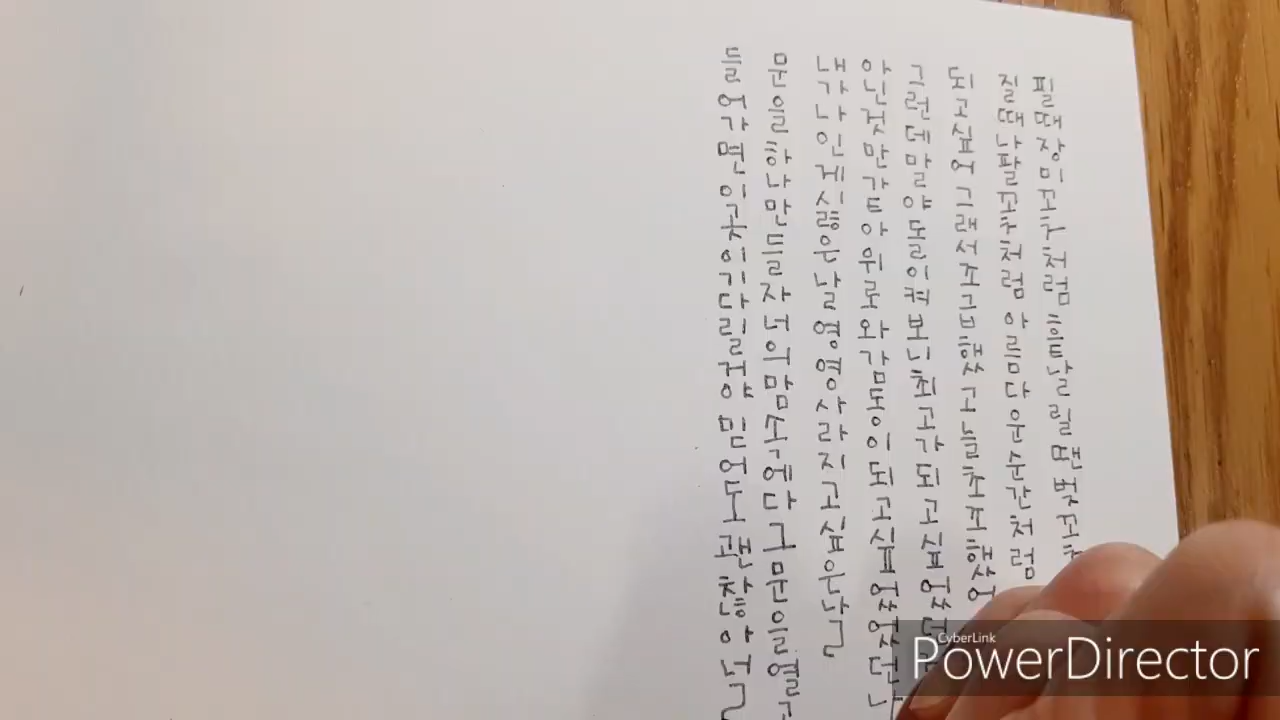 필땐장미꽃처럼 흩날릴땐벚꽃
질땐나팔꽃처럼 아름다운순간처럼
되고싶어 그래서조급했고늘초조했어
그런데말야돌이켜보니최고가되고싶었던
것만같아 위로와감동이되고싶었었던 나
내가나인게싫은날영영사라지고싶은날
문을하나만들자너의맘속에다 그문을열고
들어가면이곳이기다릴거야 믿어도괜찮아 널
CyberLink
PowerDirector